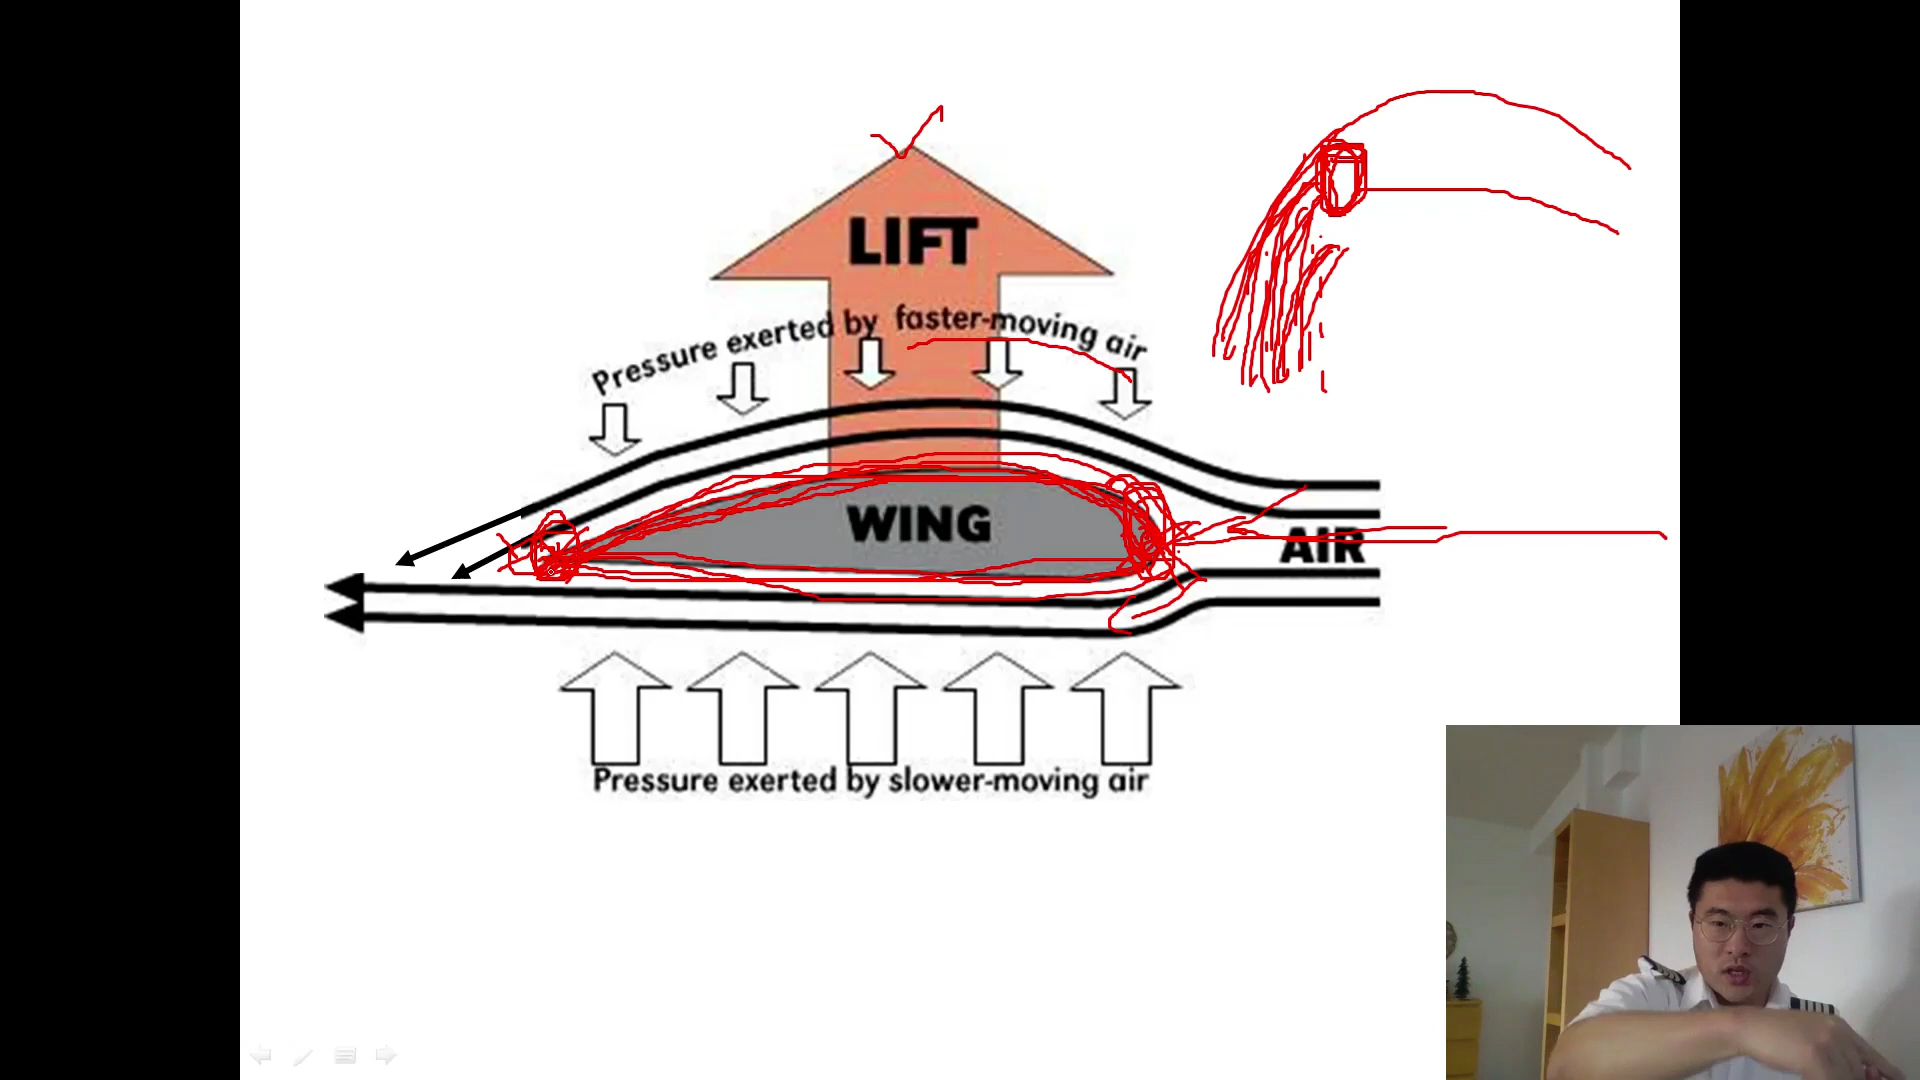 LIFT
Pressure exerted by faster-moving air
WING
AIR
Pressure exerted by slower-moving air